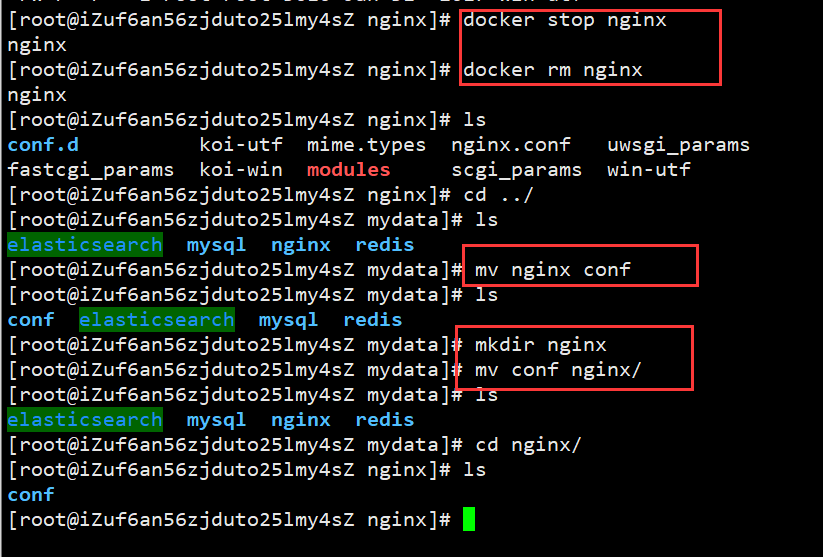 [root@iZuf6an56zjduto25lmy4sZ nginx]# docker stop nginx
nginx
[root@iZuf6an56zjduto25lmy4sZ nginx]# docker rm nginx
nginx
[root@iZuf6an56zjduto25lmy4sZ nginx]# ls
conf.d          koi-utf  mime.types  nginx.conf   uwsgi_params
fastcgi_params  koi-win  modules     scgi_params  win-utf
[root@iZuf6an56zjduto25lmy4sZ nginx]# cd ../
[root@iZuf6an56zjduto25lmy4sZ mydata]# ls
elasticsearch  mysql  nginx  redis
[root@iZuf6an56zjduto25lmy4sZ mydata]# mv nginx conf
[root@iZuf6an56zjduto25lmy4sZ mydata]# ls
conf  elasticsearch  mysql  redis
[root@iZuf6an56zjduto25lmy4sZ mydata]# mkdir nginx
[root@iZuf6an56zjduto25lmy4sZ mydata]# mv conf nginx/
[root@iZuf6an56zjduto25lmy4sZ mydata]# ls
elasticsearch  mysql  nginx  redis
[root@iZuf6an56zjduto25lmy4sZ mydata]# cd nginx/
[root@iZuf6an56zjduto25lmy4sZ nginx]# ls
conf
[root@iZuf6an56zjduto25lmy4sZ nginx]#